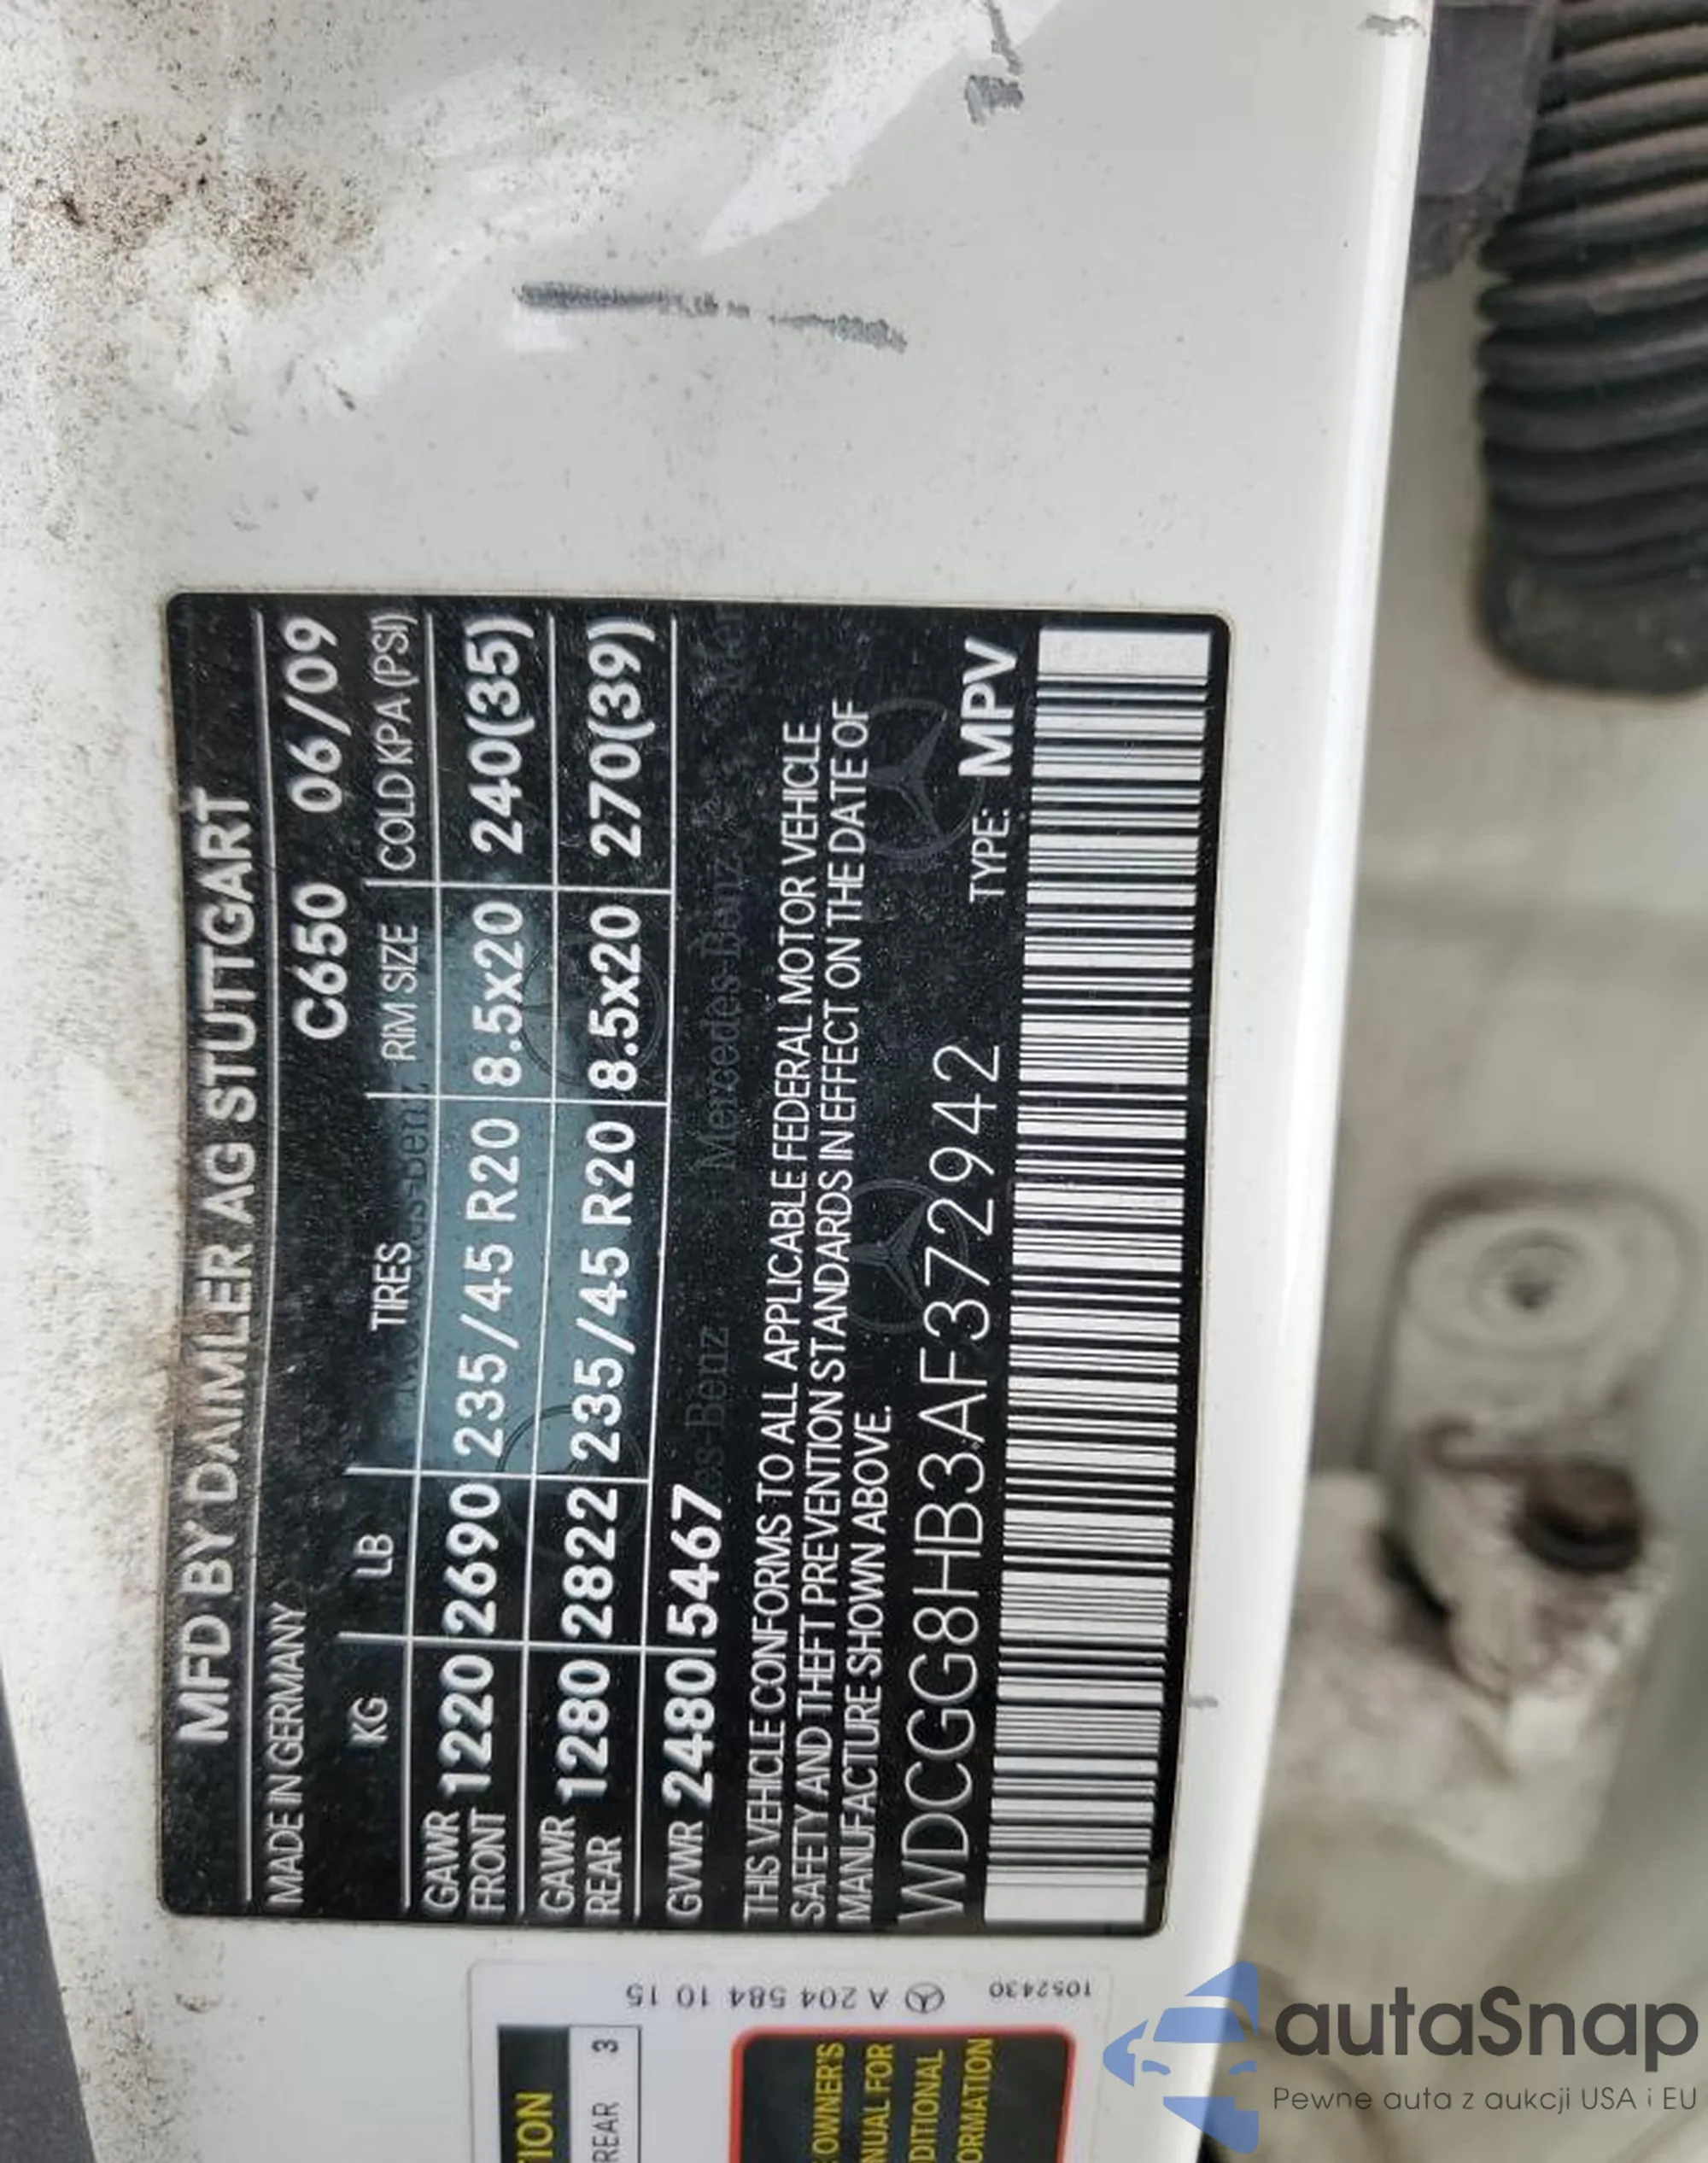 MFD BY DAIMLER AG STUTTGART
MADE IN GERMANY C650 06/09
KG LB TIRES RIM SIZE COLD KPA (PSI)
GAWR FRONT 1220 2690 235/45 R20 8.5x20 240(35)
GAWR REAR 1280 2822 235/45 R20 8.5x20 270(39)
GVWR 2480 5467
THIS VEHICLE CONFORMS TO ALL APPLICABLE FEDERAL MOTOR VEHICLE
SAFETY AND THEFT PREVENTION STANDARDS IN EFFECT ON THE DATE OF
MANUFACTURE SHOWN ABOVE.
WDCGG8HB3AF372942 TYPE: MPV
Mercedes-Benz
A 204 584 10 15
1052430
REAR 3
OWNER'S
FOR
autaSnap
Pewne auta z aukcji USA i EU